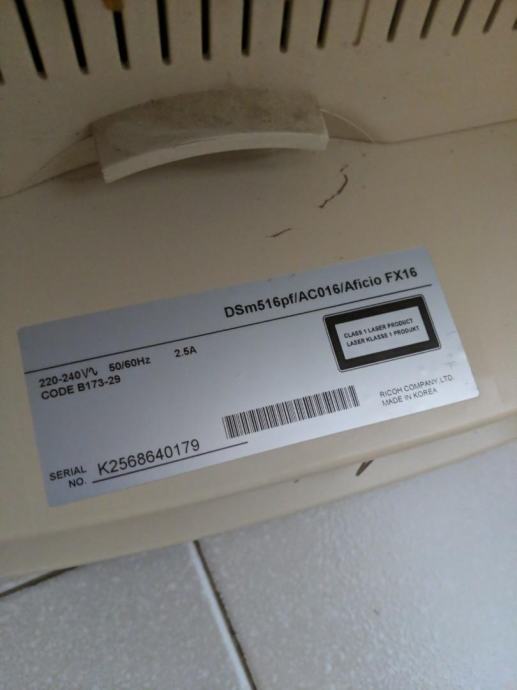 DSm516pf/AC016/Aficio FX16
220-240V∿ 50/60Hz 2.5A
CODE B173-29
CLASS 1 LASER PRODUCT
LASER KLASSE 1 PRODUKT
RICOH COMPANY,LTD.
MADE IN KOREA
SERIAL NO. K2568640179